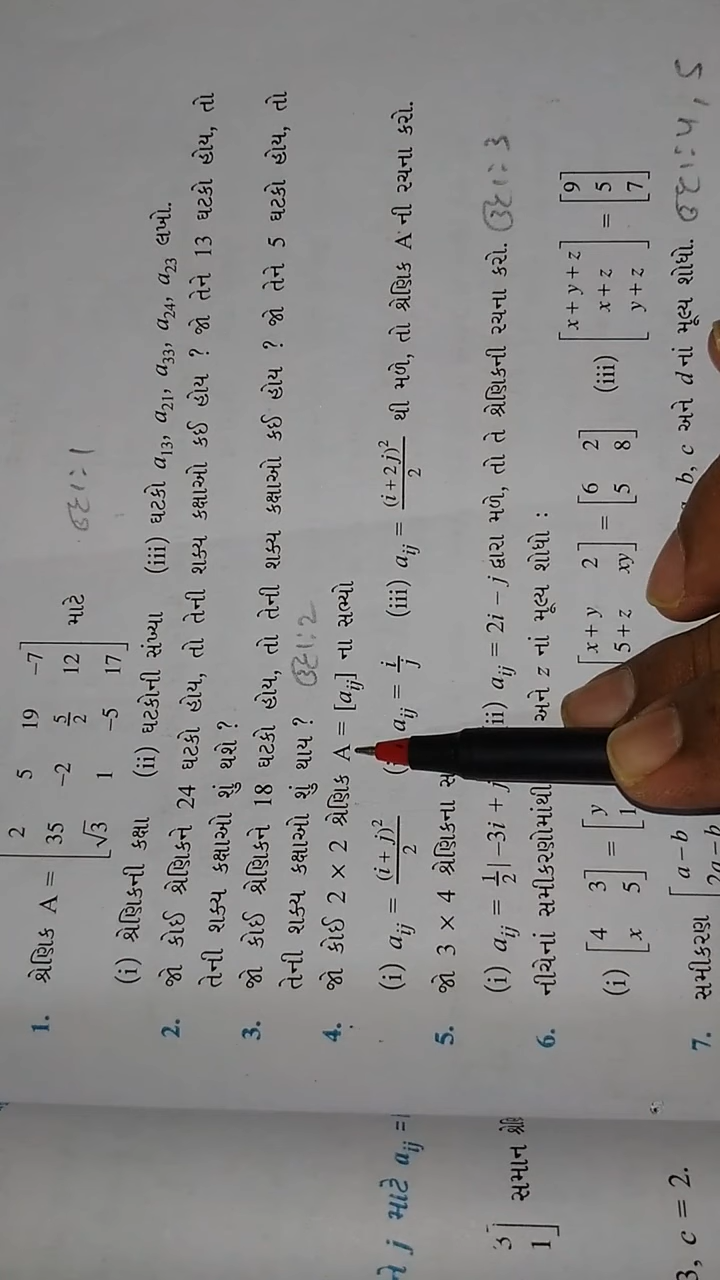 1. શ્રેણિક A = [ 2 5 19 -7
35 -2 5/2 12
√3 1 -5 17 ] માટે
ઉદા: 1
(i) શ્રેણિકની કક્ષા (ii) ઘટકોની સંખ્યા (iii) ઘટકો a₁₃, a₂₁, a₃₃, a₂₄, a₂₃ લખો.
2. જો કોઈ શ્રેણિકને 24 ઘટકો હોય, તો તેની શક્ય કક્ષાઓ કઈ હોય ? જો તેને 13 ઘટકો હોય, તો
તેની શક્ય કક્ષાઓ શું થશે ?
3. જો કોઈ શ્રેણિકને 18 ઘટકો હોય, તો તેની શક્ય કક્ષાઓ કઈ હોય ? જો તેને 5 ઘટકો હોય, તો
તેની શક્ય કક્ષાઓ શું થાય ? ઉદા: 2
4. જો કોઈ 2 × 2 શ્રેણિક A = [aᵢⱼ] ના સભ્યો
(i) aᵢⱼ = (i + j)²/2 ( aᵢⱼ = i/j (iii) aᵢⱼ = (i + 2j)²/2 થી મળે, તો શ્રેણિક A ની રચના કરો.
5. જો 3 × 4 શ્રેણિકના
(i) aᵢⱼ = 1/2 |-3i + j ii) aᵢⱼ = 2i - j દ્વારા મળે, તો તે શ્રેણિકની રચના કરો. ઉદા: 3
6. નીચેનાં સમીકરણોમાંથી અને z નાં મૂલ્ય શોધો :
(i) [ 4 3
x 5 ] = [ y
1 [ x + y 2
5 + z xy ] = [ 6 2
5 8 ] (iii) [ x + y + z
x + z
y + z ] = [ 9
5
7 ]
7. સમીકરણ [ a - b
2a - b b, c અને d નાં મૂલ્ય શોધો. ઉદા: 4, 5
ને j માટે aᵢⱼ =
3
1 ] સમાન
3, c = 2.